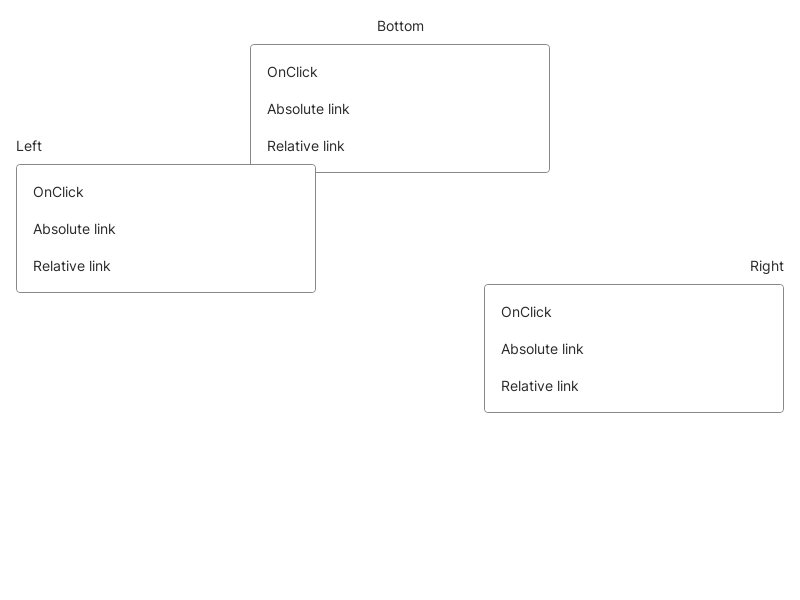 Bottom
OnClick
Absolute link
Relative link
Left
OnClick
Absolute link
Relative link
Right
OnClick
Absolute link
Relative link